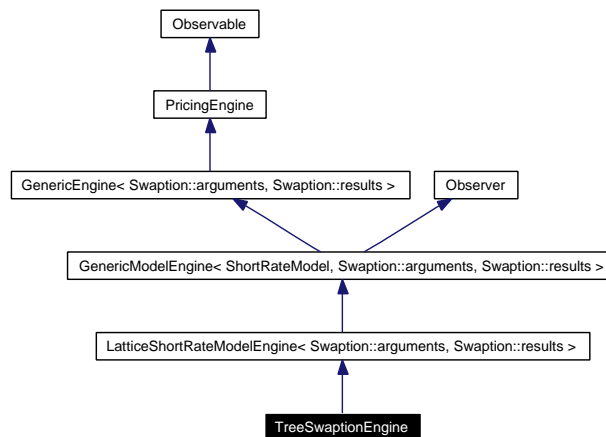 Observable
PricingEngine
GenericEngine< Swaption::arguments, Swaption::results >
Observer
GenericModelEngine< ShortRateModel, Swaption::arguments, Swaption::results >
LatticeShortRateModelEngine< Swaption::arguments, Swaption::results >
TreeSwaptionEngine